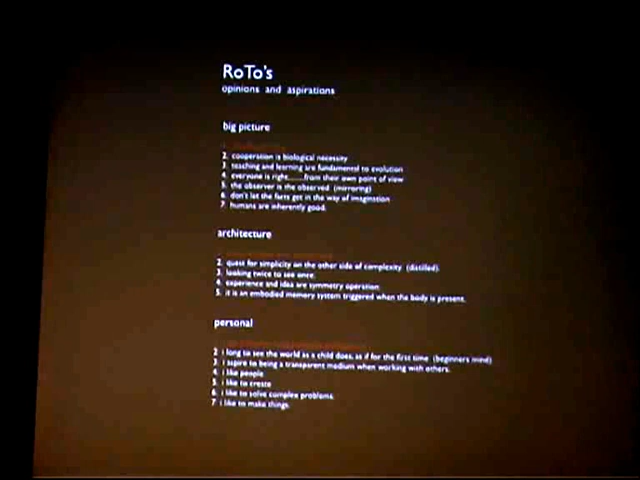 RoTo's
opinions and aspirations
big picture
2. cooperation is biological necessity
3. teaching and learning are fundamental to evolution
4. everyone is right......from their own point of view
5. the observer is the observed (mirroring)
6. don't let the facts get in the way of imagination
7. humans are inherently good.
architecture
2. quest for simplicity on the other side of complexity (distilled).
3. looking twice to see once.
4. experience and idea are symmetry operation.
5. it is an embodied memory system triggered when the body is present.
personal
2 i long to see the world as a child does, as if for the first time (beginners mind)
3 i aspire to being a transparent medium when working with others.
4 i like people
5. i like to create
6. i like to solve complex problems.
7 i like to make things.